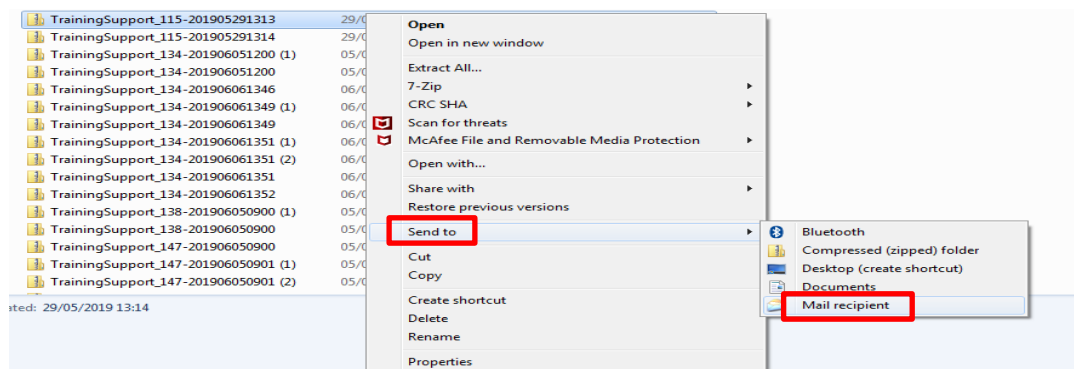 TrainingSupport_115-201905291313 29/0
TrainingSupport_115-201905291314 29/0
TrainingSupport_134-201906051200 (1) 05/0
TrainingSupport_134-201906051200 05/0
TrainingSupport_134-201906061346 06/0
TrainingSupport_134-201906061349 (1) 06/0
TrainingSupport_134-201906061349 06/0
TrainingSupport_134-201906061351 (1) 06/0
TrainingSupport_134-201906061351 (2) 06/0
TrainingSupport_134-201906061351 06/0
TrainingSupport_134-201906061352 06/0
TrainingSupport_138-201906050900 (1) 05/0
TrainingSupport_138-201906050900 05/0
TrainingSupport_147-201906050900 05/0
TrainingSupport_147-201906050901 (1) 05/0
TrainingSupport_147-201906050901 (2) 05/0
ated: 29/05/2019 13:14
Open
Open in new window
Extract All...
7-Zip
CRC SHA
Scan for threats
McAfee File and Removable Media Protection
Open with...
Share with
Restore previous versions
Send to
Cut
Copy
Create shortcut
Delete
Rename
Properties
Bluetooth
Compressed (zipped) folder
Desktop (create shortcut)
Documents
Mail recipient